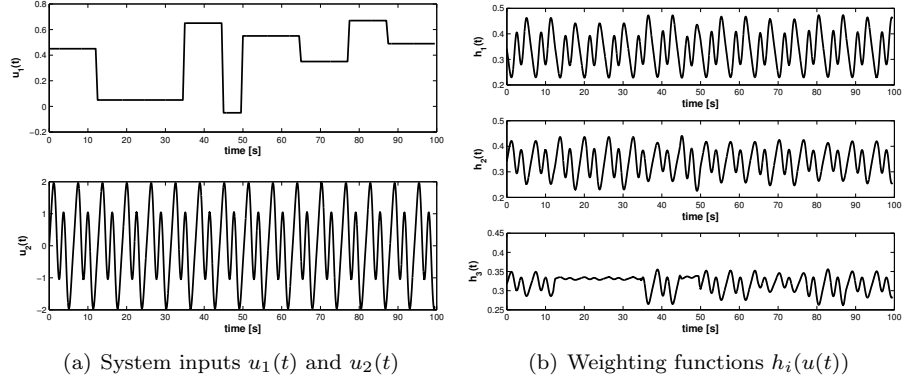 0.8
0.6
0.4
0.2
0
−0.2
u1(t)
0 10 20 30 40 50 60 70 80 90 100
time [s]
2
1
0
−1
−2
u2(t)
0 10 20 30 40 50 60 70 80 90 100
time [s]
(a) System inputs u1(t) and u2(t)
0.5
0.4
0.3
0.2
h1(t)
0 10 20 30 40 50 60 70 80 90 100
time [s]
0.5
0.4
0.3
0.2
h2(t)
0 10 20 30 40 50 60 70 80 90 100
time [s]
0.45
0.4
0.35
0.3
0.25
h3(t)
0 10 20 30 40 50 60 70 80 90 100
time [s]
(b) Weighting functions hi(u(t))